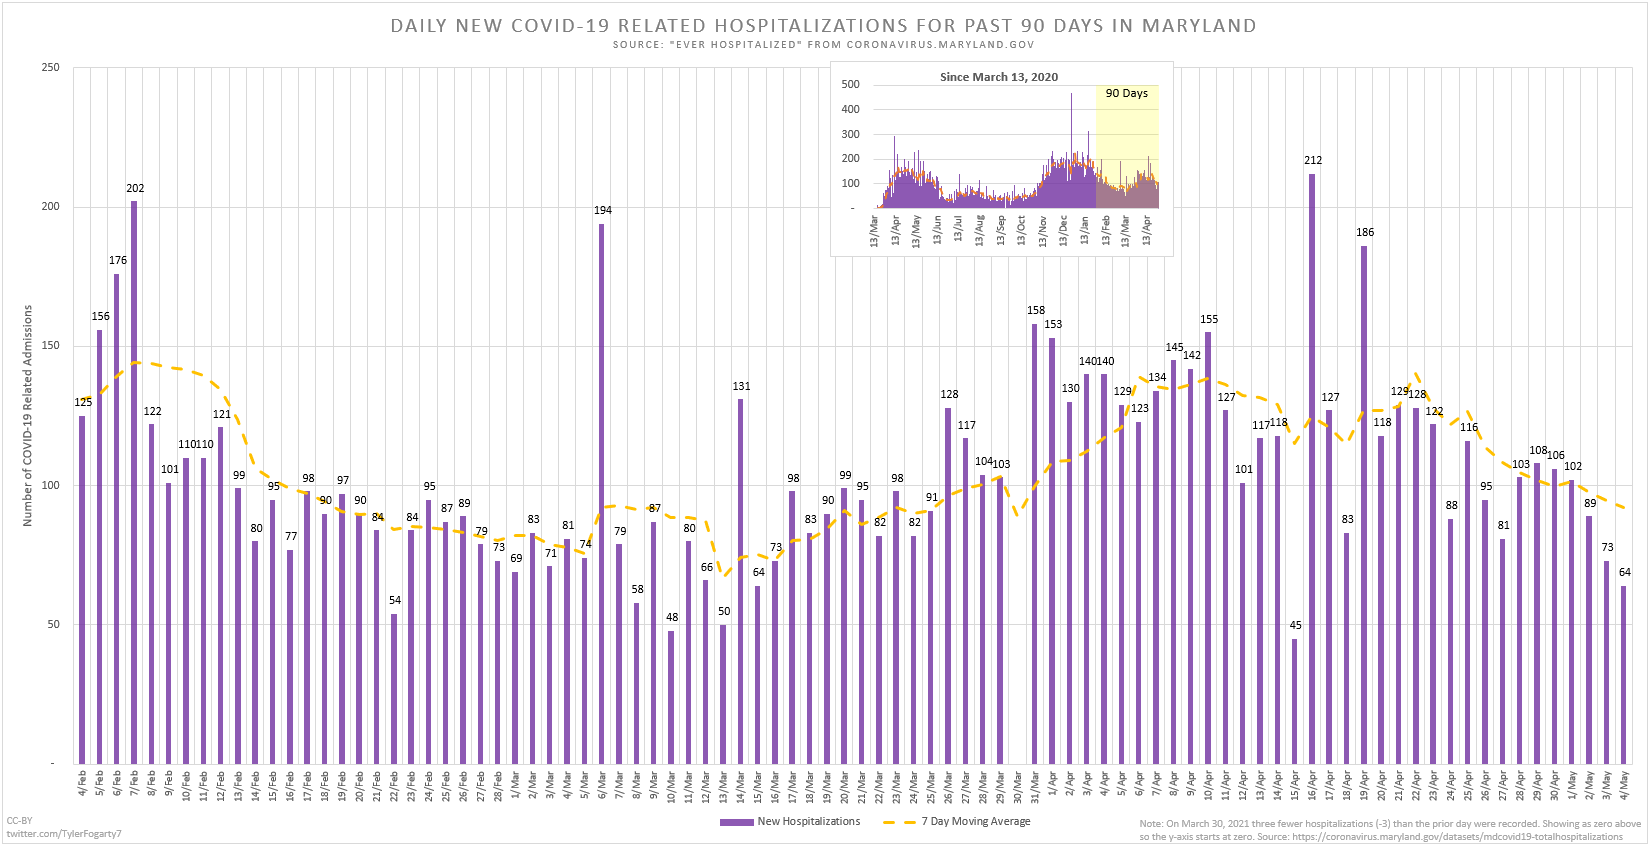 DAILY NEW COVID-19 RELATED HOSPITALIZATIONS FOR PAST 90 DAYS IN MARYLAND
SOURCE: "EVER HOSPITALIZED" FROM CORONAVIRUS.MARYLAND.GOV
Number of COVID-19 Related Admissions
250
200
150
100
50
-
Since March 13, 2020
90 Days
500
400
300
200
100
-
13/Mar 13/Apr 13/May 13/Jun 13/Jul 13/Aug 13/Sep 13/Oct 13/Nov 13/Dec 13/Jan 13/Feb 13/Mar 13/Apr
125 156 176 202 122 101 110 110 121 99 80 95 77 98 90 97 90 84 54 84 95 87 89 79 73 69 83 71 81 74 194 79 58 87 48 80 66 50 131 64 73 98 83 90 99 95 82 98 82 91 128 117 104 103 158 153 130 140 140 129 123 134 145 142 155 127 101 117 118 45 212 127 83 186 118 129 128 122 88 116 95 81 103 108 106 102 89 73 64
4/Feb 5/Feb 6/Feb 7/Feb 8/Feb 9/Feb 10/Feb 11/Feb 12/Feb 13/Feb 14/Feb 15/Feb 16/Feb 17/Feb 18/Feb 19/Feb 20/Feb 21/Feb 22/Feb 23/Feb 24/Feb 25/Feb 26/Feb 27/Feb 28/Feb 1/Mar 2/Mar 3/Mar 4/Mar 5/Mar 6/Mar 7/Mar 8/Mar 9/Mar 10/Mar 11/Mar 12/Mar 13/Mar 14/Mar 15/Mar 16/Mar 17/Mar 18/Mar 19/Mar 20/Mar 21/Mar 22/Mar 23/Mar 24/Mar 25/Mar 26/Mar 27/Mar 28/Mar 29/Mar 30/Mar 31/Mar 1/Apr 2/Apr 3/Apr 4/Apr 5/Apr 6/Apr 7/Apr 8/Apr 9/Apr 10/Apr 11/Apr 12/Apr 13/Apr 14/Apr 15/Apr 16/Apr 17/Apr 18/Apr 19/Apr 20/Apr 21/Apr 22/Apr 23/Apr 24/Apr 25/Apr 26/Apr 27/Apr 28/Apr 29/Apr 30/Apr 1/May 2/May 3/May 4/May
New Hospitalizations 7 Day Moving Average
CC-BY
twitter.com/TylerFogarty7
Note: On March 30, 2021 three fewer hospitalizations (-3) than the prior day were recorded. Showing as zero above
so the y-axis starts at zero. Source: https://coronavirus.maryland.gov/datasets/mdcovid19-totalhospitalizations